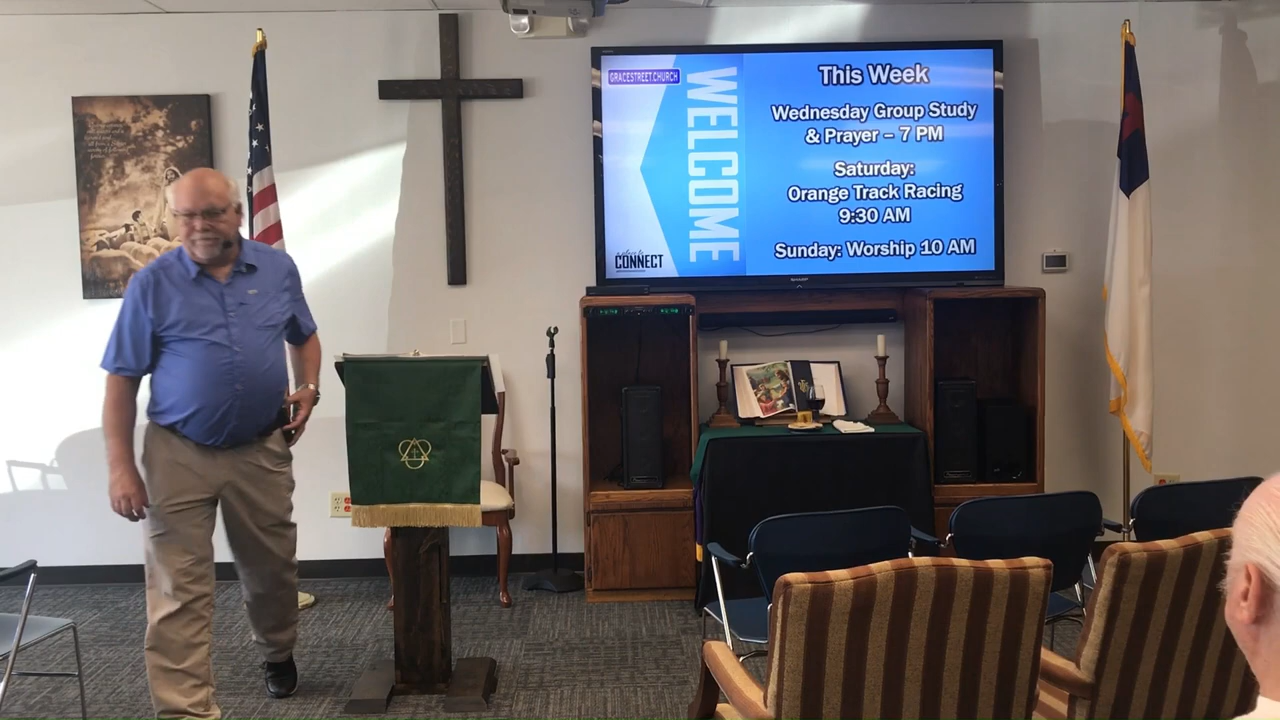 GRACESTREET.CHURCH
WELCOME
CONNECT
This Week
Wednesday Group Study
& Prayer – 7 PM
Saturday:
Orange Track Racing
9:30 AM
Sunday: Worship 10 AM
SHARP